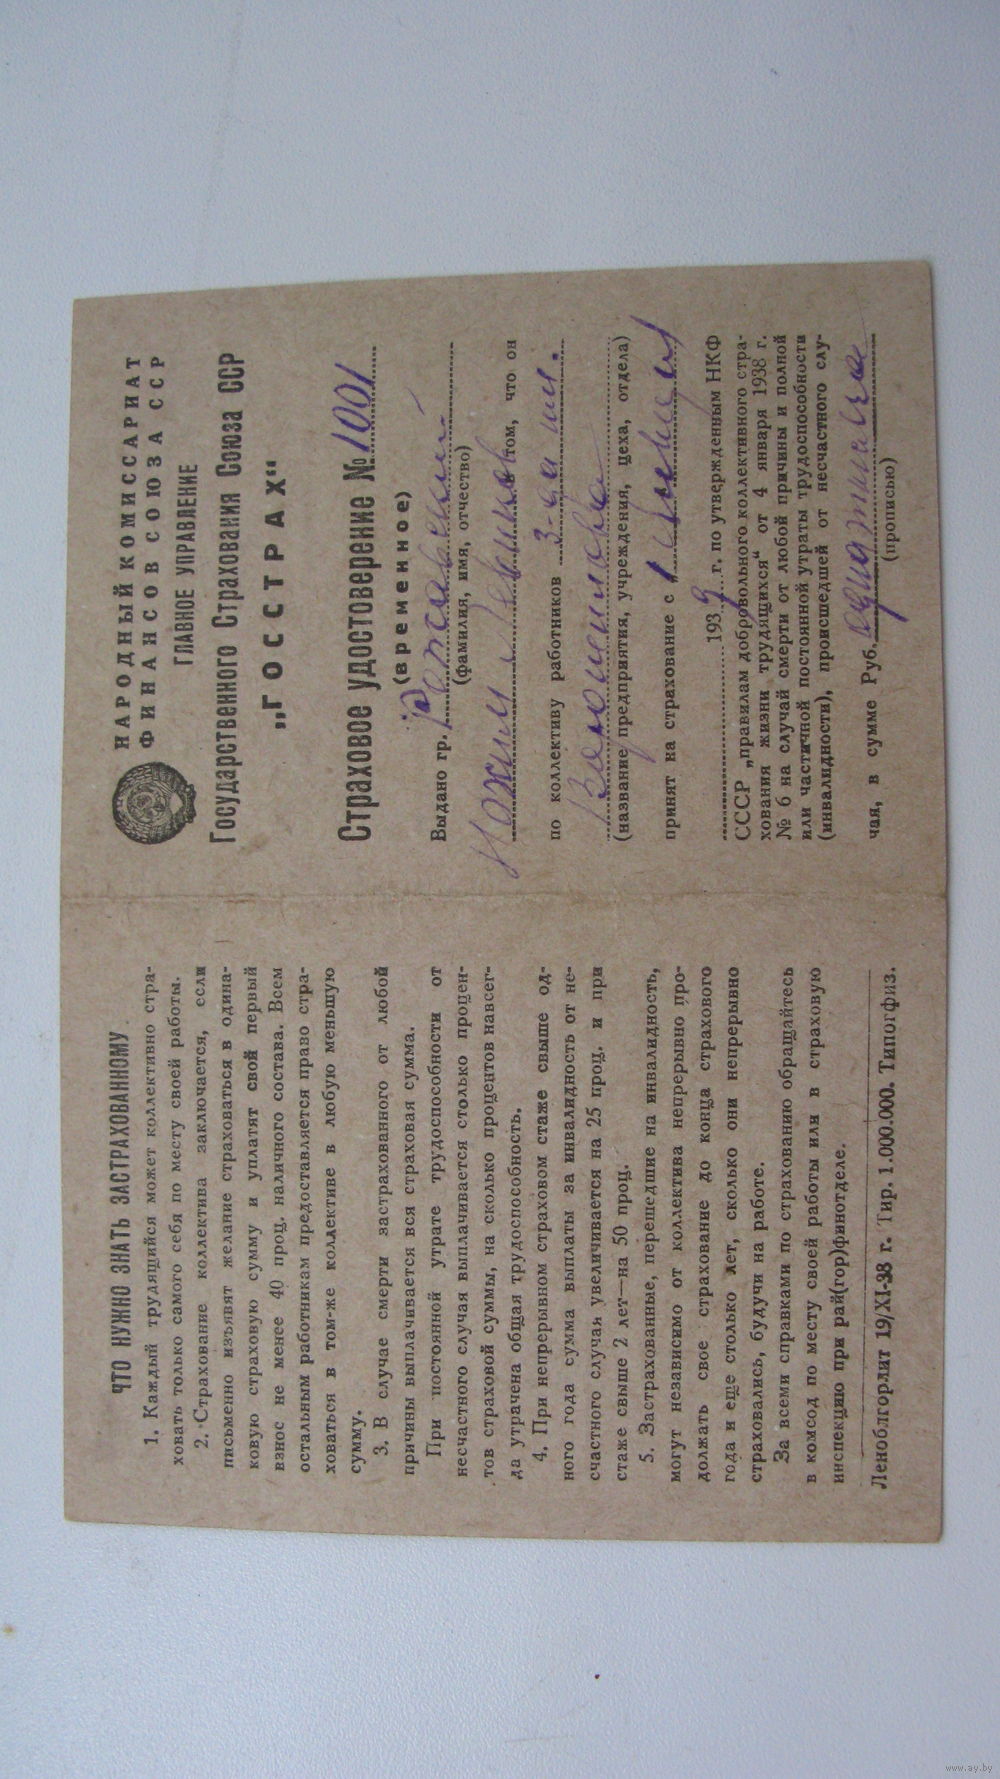 ЧТО НУЖНО ЗНАТЬ ЗАСТРАХОВАННОМУ.
1. Каждый трудящийся может коллективно стра-
ховать только самого себя по месту своей работы.
2. Страхование коллектива заключается, если
письменно изъявят желание страховаться в одина-
ковую страховую сумму и уплатят свой первый
взнос не менее 40 проц. наличного состава. Всем
остальным работникам предоставляется право стра-
ховаться в том-же коллективе в любую меньшую
сумму.
3. В случае смерти застрахованного от любой
причины выплачивается вся страховая сумма.
При постоянной утрате трудоспособности от
несчастного случая выплачивается столько процен-
тов страховой суммы, на сколько процентов навсег-
да утрачена общая трудоспособность.
4. При непрерывном страховом стаже свыше од-
ного года сумма выплаты за инвалидность от не-
счастного случая увеличивается на 25 проц. и при
стаже свыше 2 лет—на 50 проц.
5. Застрахованные, перешедшие на инвалидность,
могут независимо от коллектива непрерывно про-
должать свое страхование до конца страхового
года и еще столько лет, сколько они непрерывно
страховались, будучи на работе.
За всеми справками по страхованию обращайтесь
в комсод по месту своей работы или в страховую
инспекцию при рай(гор)финотделе.
Леноблгорлит 19/XI-38 г. Тир. 1.000.000. Типогфиз.
НАРОДНЫЙ КОМИССАРИАТ
ФИНАНСОВ СОЮЗА ССР
ГЛАВНОЕ УПРАВЛЕНИЕ
Государственного Страхования Союза ССР
„ГОССТРАХ“
Страховое удостоверение № 1001
(временное)
Выдано гр.
(фамилия, имя, отчество)
в том, что он
по коллективу работников 3-да им.
Волошнова
(название предприятия, учреждения, цеха, отдела)
принят на страхование с „1
193 9 г. по утвержденным НКФ
СССР „правилам добровольного коллективного стра-
хования жизни трудящихся“ от 4 января 1938 г.
№ 6 на случай смерти от любой причины и полной
или частичной постоянной утраты трудоспособности
(инвалидности), происшедшей от несчастного слу-
чая, в сумме Руб.
(прописью)
www.ay.by